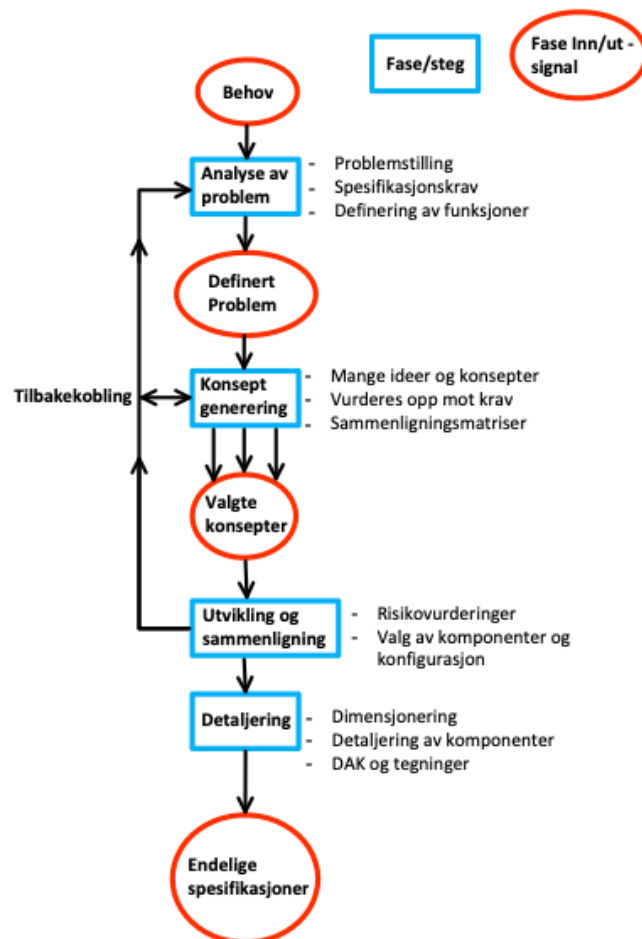 Fase/steg
Fase Inn/ut -
signal
Behov
Analyse av
problem
- Problemstilling
- Spesifikasjonskrav
- Definering av funksjoner
Definert
Problem
Tilbakekobling
Konsept
generering
- Mange ideer og konsepter
- Vurderes opp mot krav
- Sammenligningsmatriser
Valgte
konsepter
Utvikling og
sammenligning
- Risikovurderinger
- Valg av komponenter og
konfigurasjon
Detaljering
- Dimensjonering
- Detaljering av komponenter
- DAK og tegninger
Endelige
spesifikasjoner